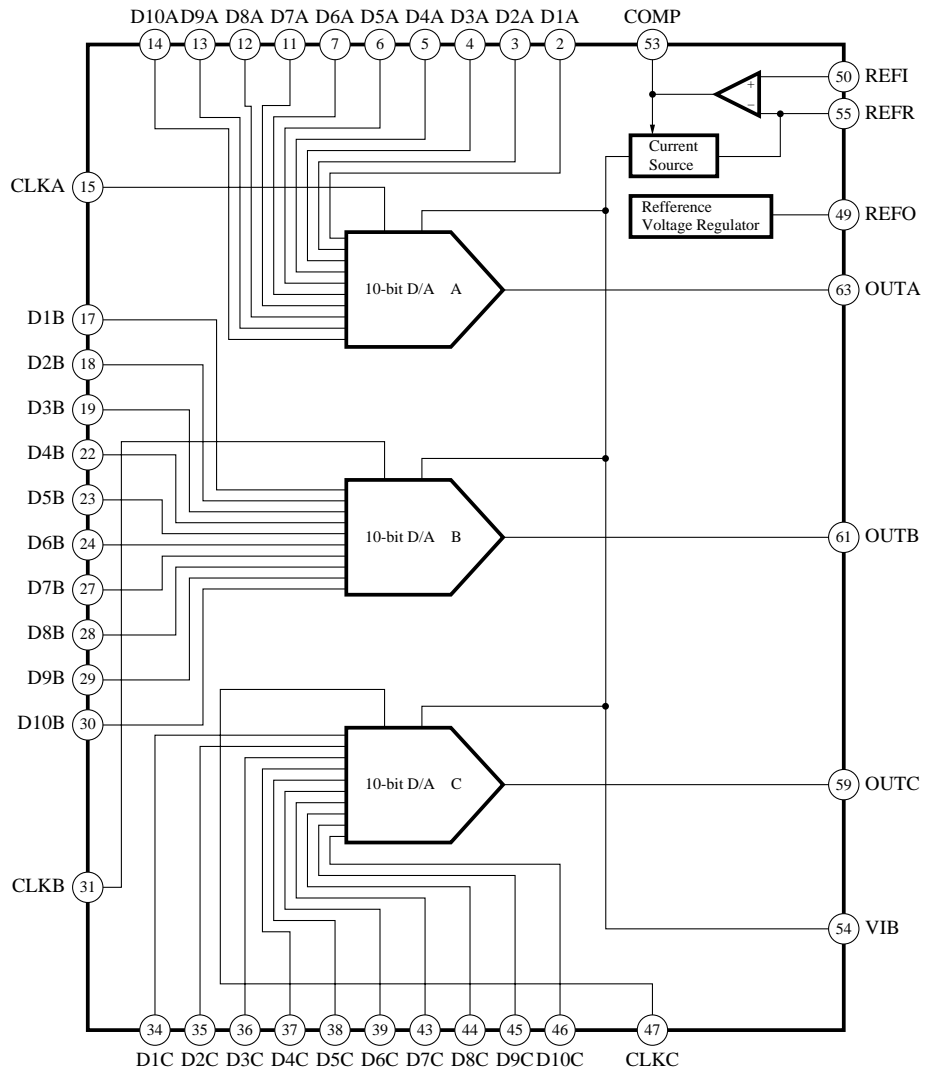 D10A D9A D8A D7A D6A D5A D4A D3A D2A D1A COMP
14 13 12 11 7 6 5 4 3 2 53
50 REFI
+
−
55 REFR
Current
Source
CLKA 15
Refference
Voltage Regulator
49 REFO
10-bit D/A A
63 OUTA
D1B 17
D2B 18
D3B 19
D4B 22
D5B 23
D6B 24
D7B 27
D8B 28
D9B 29
D10B 30
10-bit D/A B
61 OUTB
10-bit D/A C
59 OUTC
CLKB 31
54 VIB
34 35 36 37 38 39 43 44 45 46 47
D1C D2C D3C D4C D5C D6C D7C D8C D9C D10C CLKC